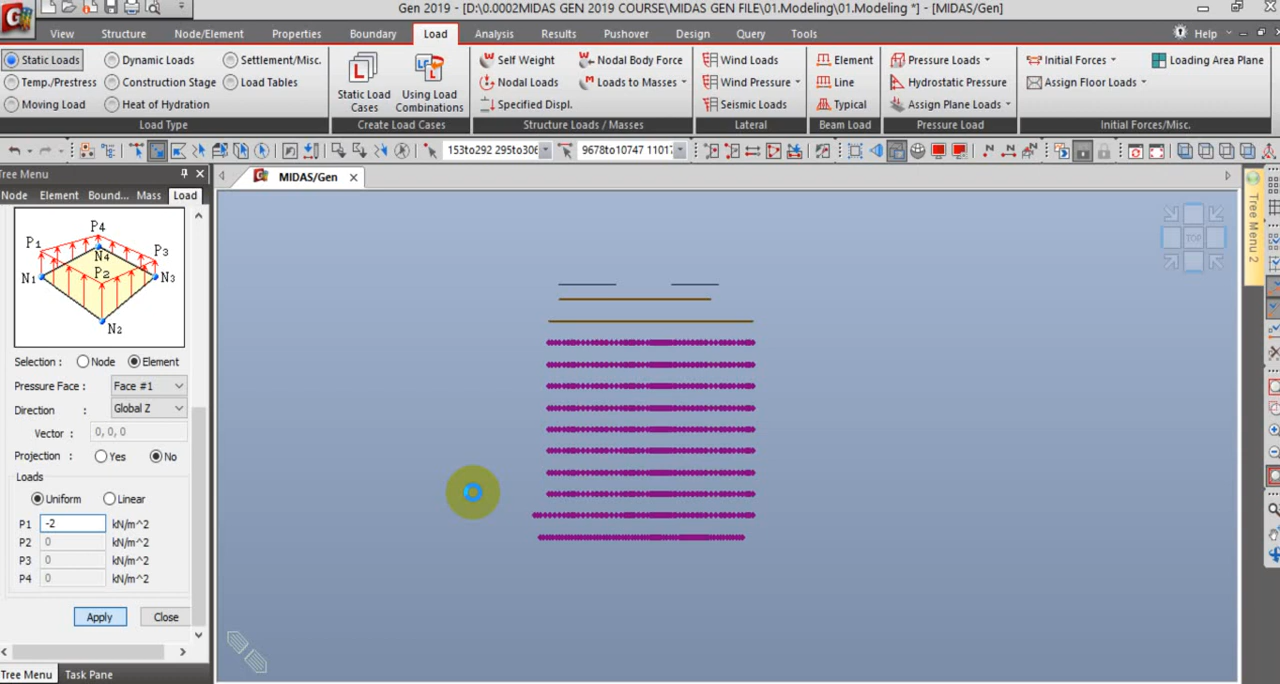 Gen 2019 - [D:\0.0002MIDAS GEN 2019 COURSE\MIDAS GEN FILE\01.Modeling\01.Modeling *] - [MIDAS/Gen]
View Structure Node/Element Properties Boundary Load Analysis Results Pushover Design Query Tools Help
Static Loads Dynamic Loads Settlement/Misc.
Temp./Prestress Construction Stage Load Tables
Moving Load Heat of Hydration
Load Type
Static Load Cases
Using Load Combinations
Create Load Cases
Self Weight Nodal Body Force
Nodal Loads Loads to Masses
Specified Displ.
Structure Loads / Masses
Wind Loads
Wind Pressure
Seismic Loads
Lateral
Element
Line
Typical
Beam Load
Pressure Loads
Hydrostatic Pressure
Assign Plane Loads
Pressure Load
Initial Forces Loading Area Plane
Assign Floor Loads
Initial Forces/Misc.
153to292 295to306 9678to10747 1101
Tree Menu
MIDAS/Gen
Node Element Bound... Mass Load
P4
P1 P3
N4
P2
N1 N3
N2
Selection : Node Element
Pressure Face : Face #1
Direction : Global Z
Vector : 0, 0, 0
Projection : Yes No
Loads
Uniform Linear
P1 -2 kN/m^2
P2 0 kN/m^2
P3 0 kN/m^2
P4 0 kN/m^2
Apply Close
Tree Menu Task Pane
TOP
Tree Menu 2